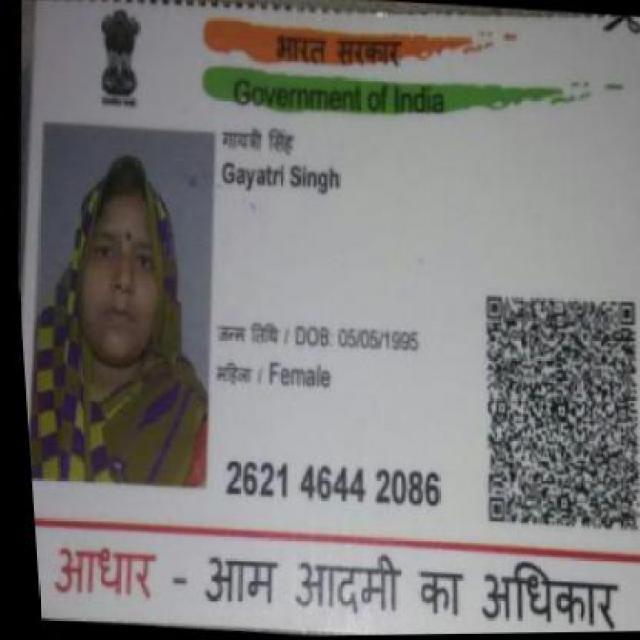 भारत सरकार
Government of India
गायत्री सिंह
Gayatri Singh
जन्म तिथि / DOB: 05/05/1995
महिला / Female
2621 4644 2086
आधार - आम आदमी का अधिकार